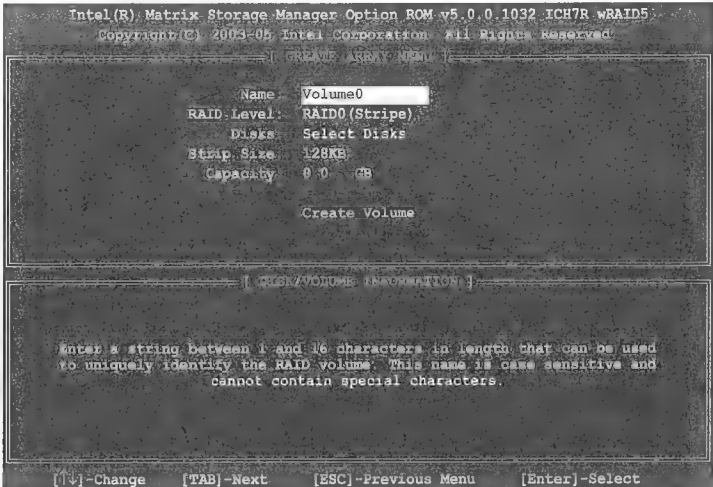 Intel(R) Matrix Storage Manager Option ROM v5.0.0.1032 ICH7R wRAID5
Copyright(C) 2003-05 Intel Corporation All Rights Reserved
[ CREATE ARRAY MENU ]
Name: Volume0
RAID Level: RAID0(Stripe)
Disks Select Disks
Strip Size 128KB
Capacity 0 0 GB
Create Volume
[ DISK/VOLUME INFORMATION ]
Enter a string between 1 and 16 characters in length that can be used
to uniquely identify the RAID volume. This name is case sensitive and
cannot contain special characters.
[↑↓]-Change [TAB]-Next [ESC]-Previous Menu [Enter]-Select